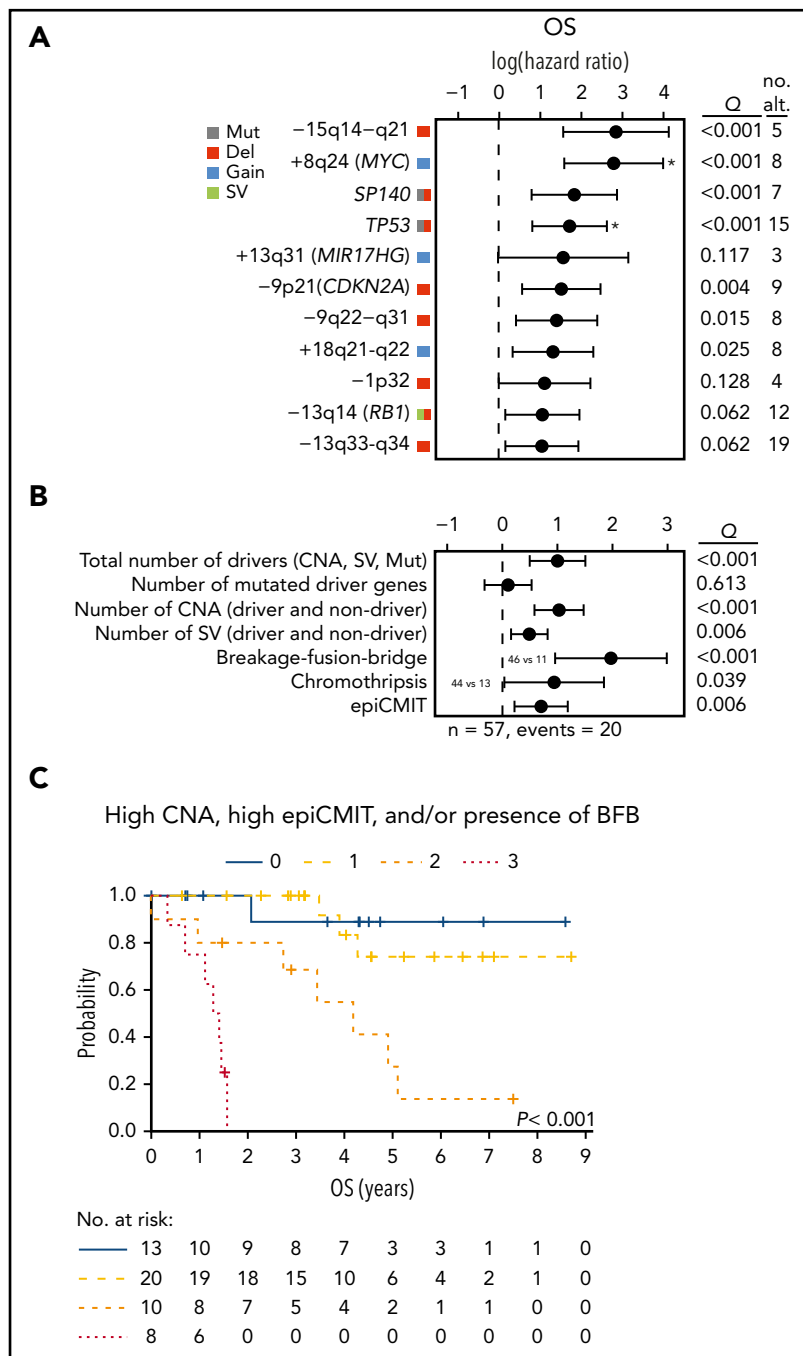 A
OS
log(hazard ratio)
−1 0 1 2 3 4
Q
no. alt.
Mut
Del
Gain
SV
−15q14−q21 <0.001 5
+8q24 (MYC) * <0.001 8
SP140 <0.001 7
TP53 * <0.001 15
+13q31 (MIR17HG) 0.117 3
−9p21(CDKN2A) 0.004 9
−9q22−q31 0.015 8
+18q21-q22 0.025 8
−1p32 0.128 4
−13q14 (RB1) 0.062 12
−13q33-q34 0.062 19
B
−1 0 1 2 3
Q
Total number of drivers (CNA, SV, Mut) <0.001
Number of mutated driver genes 0.613
Number of CNA (driver and non-driver) <0.001
Number of SV (driver and non-driver) 0.006
Breakage-fusion-bridge 46 vs 11 <0.001
Chromothripsis 44 vs 13 0.039
epiCMIT 0.006
n = 57, events = 20
C
High CNA, high epiCMIT, and/or presence of BFB
0 1 2 3
Probability
1.0
0.8
0.6
0.4
0.2
0.0
P< 0.001
0 1 2 3 4 5 6 7 8 9
OS (years)
No. at risk:
13 10 9 8 7 3 3 1 1 0
20 19 18 15 10 6 4 2 1 0
10 8 7 5 4 2 1 1 0 0
8 6 0 0 0 0 0 0 0 0